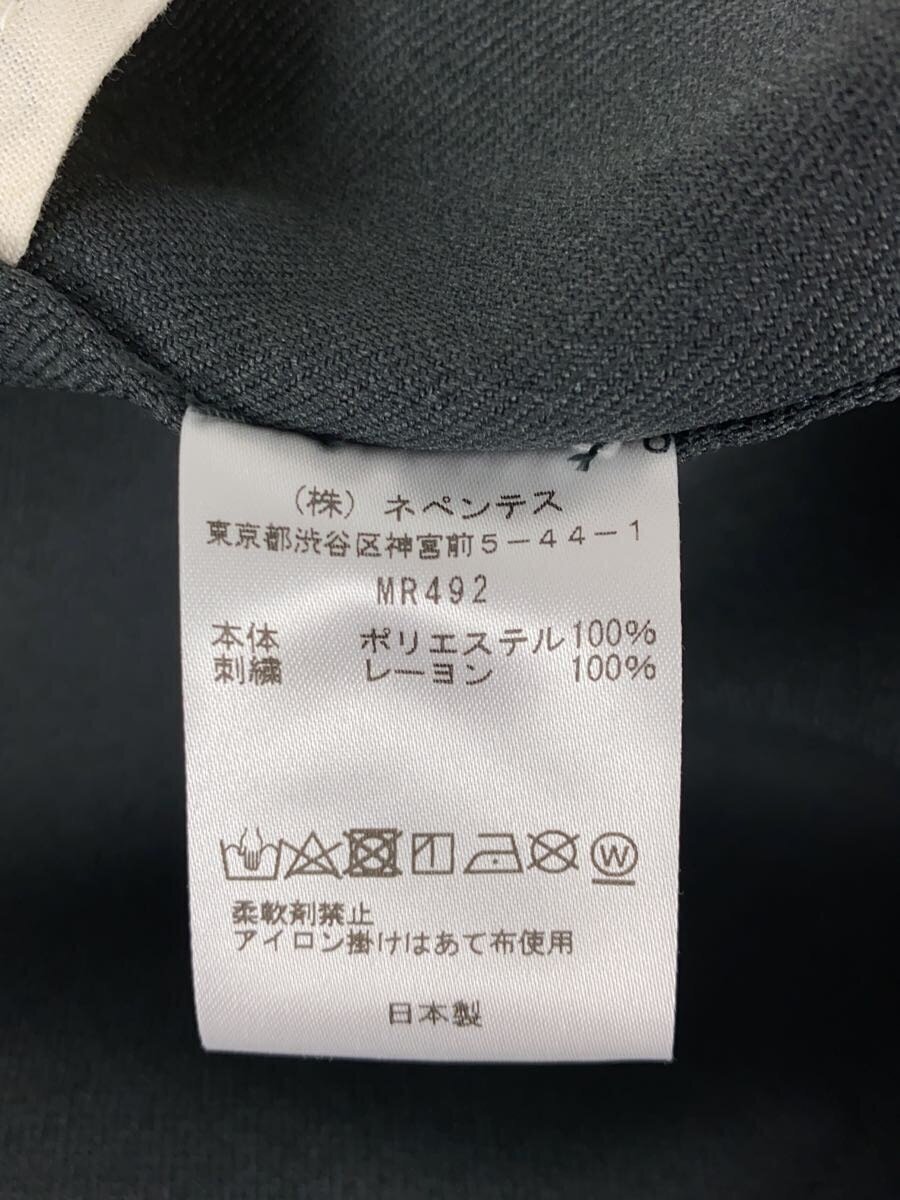 (株) ネペンテス
東京都渋谷区神宮前5-44-1
MR492
本体 ポリエステル100%
刺繍 レーヨン 100%
W
柔軟剤禁止
アイロン掛けはあて布使用
日本製